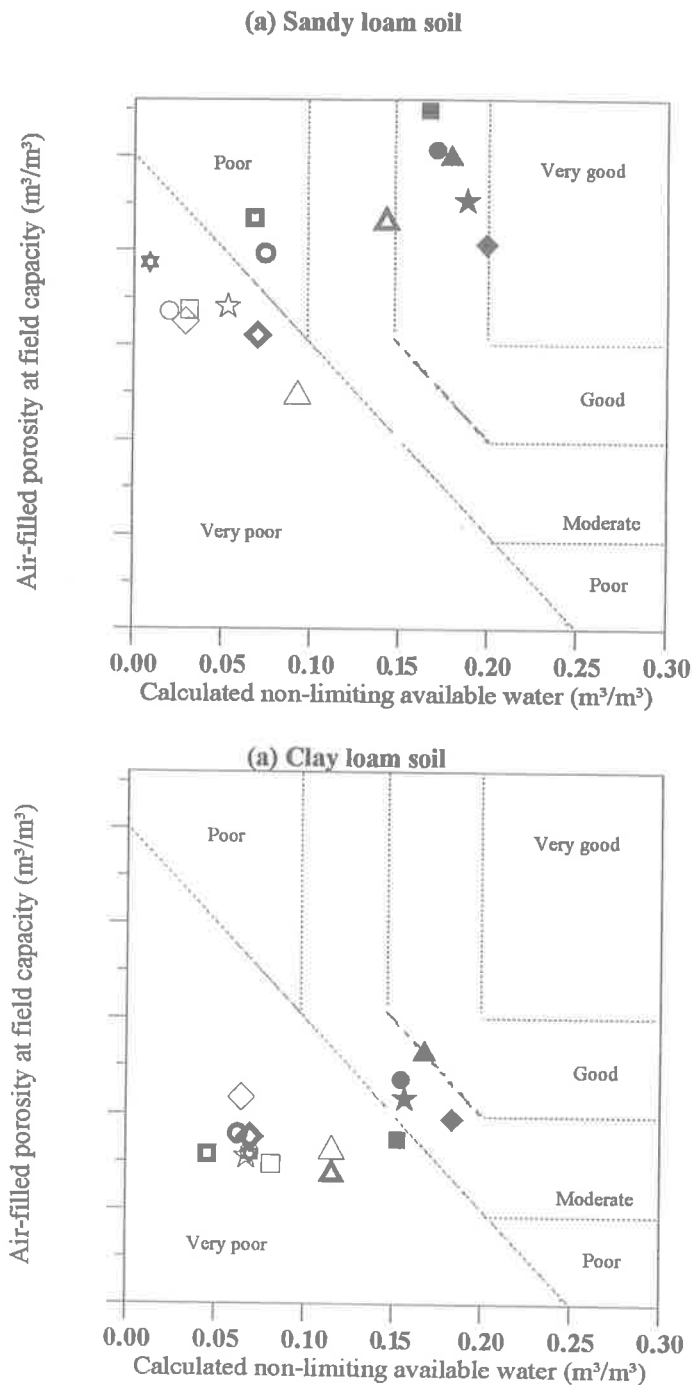 (a) Sandy loam soil
Air-filled porosity at field capacity (m³/m³)
Poor
Very good
Good
Very poor
Moderate
Poor
0.00 0.05 0.10 0.15 0.20 0.25 0.30
Calculated non-limiting available water (m³/m³)
(a) Clay loam soil
Air-filled porosity at field capacity (m³/m³)
Poor
Very good
Good
Moderate
Very poor
Poor
0.00 0.05 0.10 0.15 0.20 0.25 0.30
Calculated non-limiting available water (m³/m³)